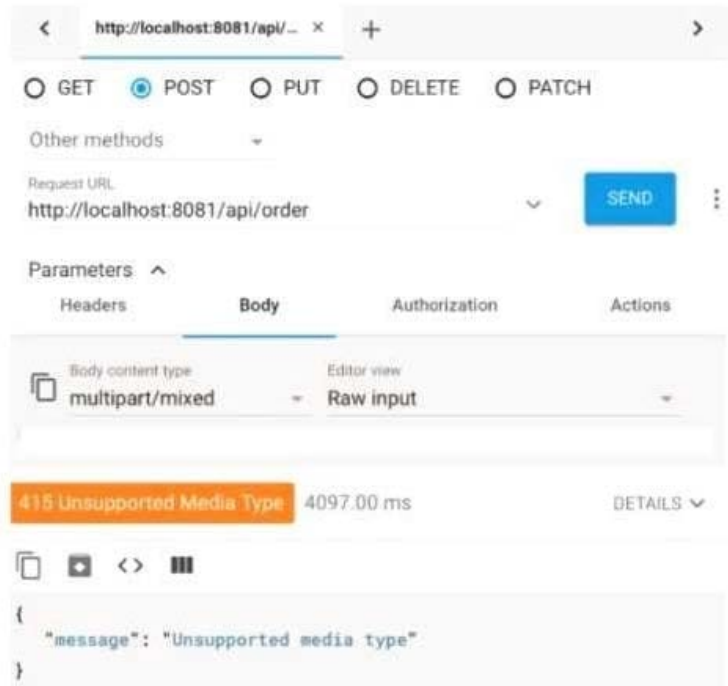 http://localhost:8081/api/...
GET POST PUT DELETE PATCH
Other methods
Request URL
http://localhost:8081/api/order
SEND
Parameters
Headers Body Authorization Actions
Body content type Editor view
multipart/mixed Raw input
415 Unsupported Media Type 4097.00 ms DETAILS
{
"message": "Unsupported media type"
}